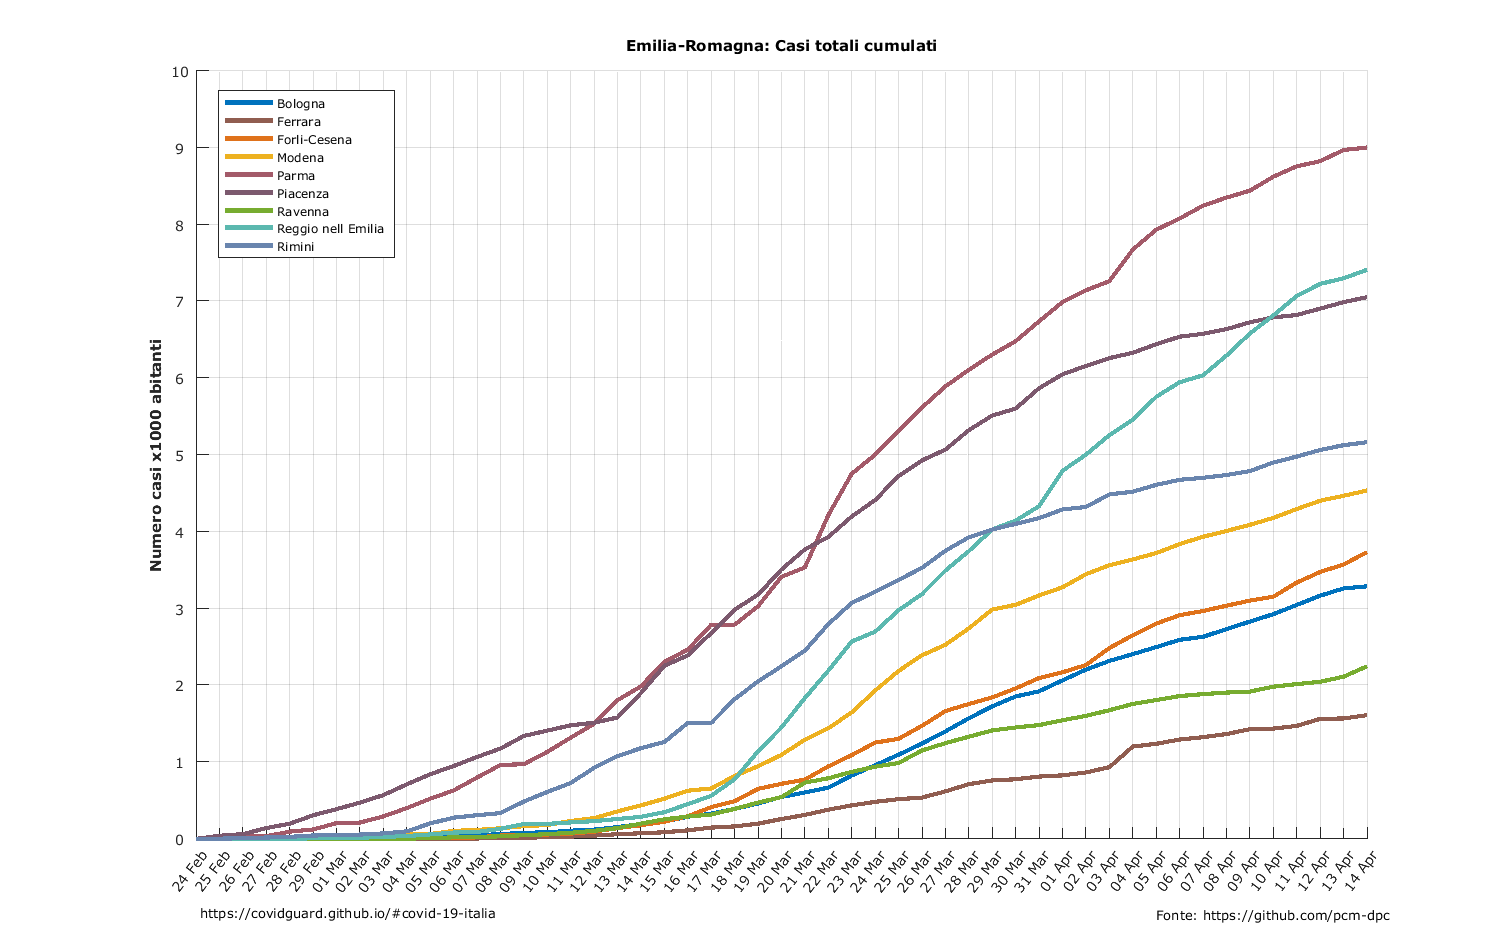 Emilia-Romagna: Casi totali cumulati
Numero casi x1000 abitanti
10
9
8
7
6
5
4
3
2
1
0
Bologna
Ferrara
Forli-Cesena
Modena
Parma
Piacenza
Ravenna
Reggio nell Emilia
Rimini
24 Feb
25 Feb
26 Feb
27 Feb
28 Feb
29 Feb
01 Mar
02 Mar
03 Mar
04 Mar
05 Mar
06 Mar
07 Mar
08 Mar
09 Mar
10 Mar
11 Mar
12 Mar
13 Mar
14 Mar
15 Mar
16 Mar
17 Mar
18 Mar
19 Mar
20 Mar
21 Mar
22 Mar
23 Mar
24 Mar
25 Mar
26 Mar
27 Mar
28 Mar
29 Mar
30 Mar
31 Mar
01 Apr
02 Apr
03 Apr
04 Apr
05 Apr
06 Apr
07 Apr
08 Apr
09 Apr
10 Apr
11 Apr
12 Apr
13 Apr
14 Apr
https://covidguard.github.io/#covid-19-italia
Fonte: https://github.com/pcm-dpc